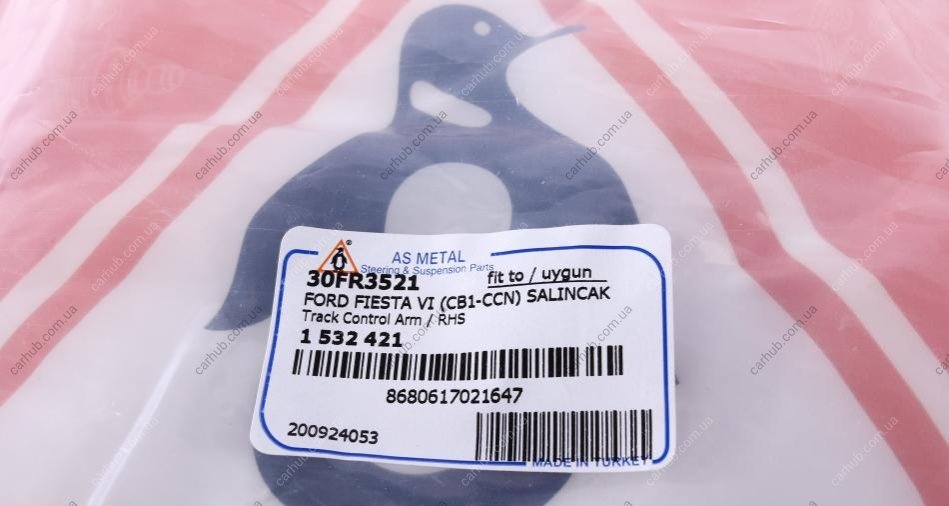 AS METAL
Steering & Suspension Parts
30FR3521 fit to / uygun
FORD FIESTA VI (CB1-CCN) SALINCAK
Track Control Arm / RHS
1 532 421
8680617021647
200924053
MADE IN TURKEY
carhub.com.ua